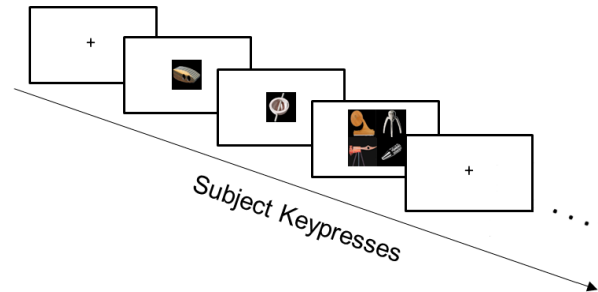 +
+
Subject Keypresses
. . .